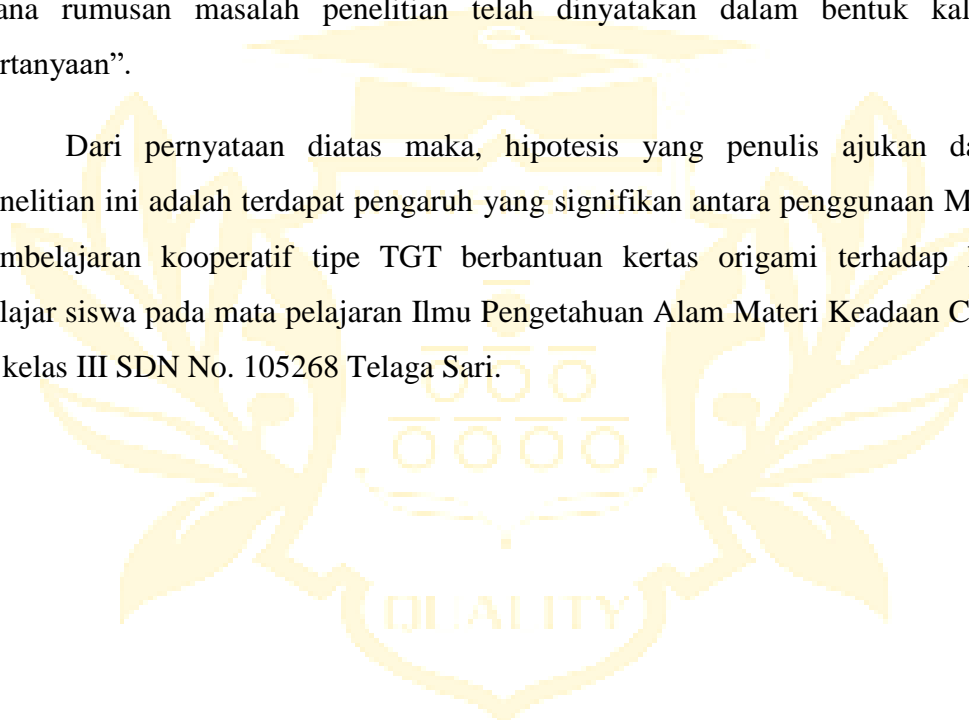 ana rumusan masalah penelitian telah dinyatakan dalam bentuk kal
rtanyaan”.
Dari pernyataan diatas maka, hipotesis yang penulis ajukan da
nelitian ini adalah terdapat pengaruh yang signifikan antara penggunaan M
mbelajaran kooperatif tipe TGT berbantuan kertas origami terhadap
lajar siswa pada mata pelajaran Ilmu Pengetahuan Alam Materi Keadaan C
kelas III SDN No. 105268 Telaga Sari.
QUALITY